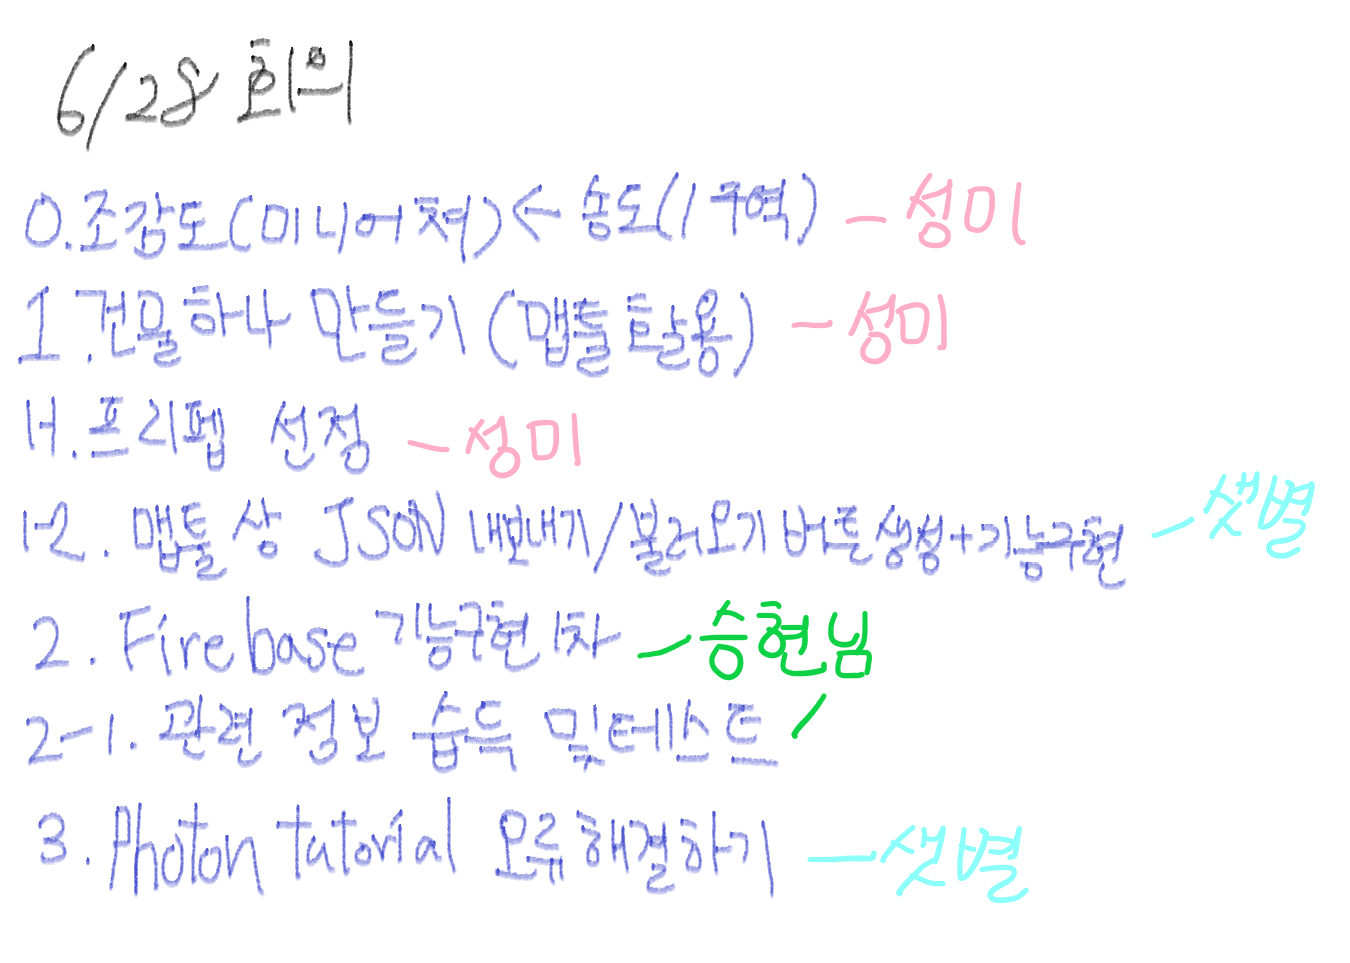 6/28 회의
0. 조감도(미니어쳐) ← 송도(1구역) - 성미
1. 건물하나 만들기 (맵툴활용) - 성미
1-1. 프리펩 선정 - 성미
1-2. 맵툴 상 JSON 내보내기/불러오기 버튼생성+기능구현 - 샛별
2. Firebase 기능구현 1차 - 승현님
2-1. 관련 정보 습득 및 테스트 /
3. Photon tutorial 오류해결하기 - 샛별